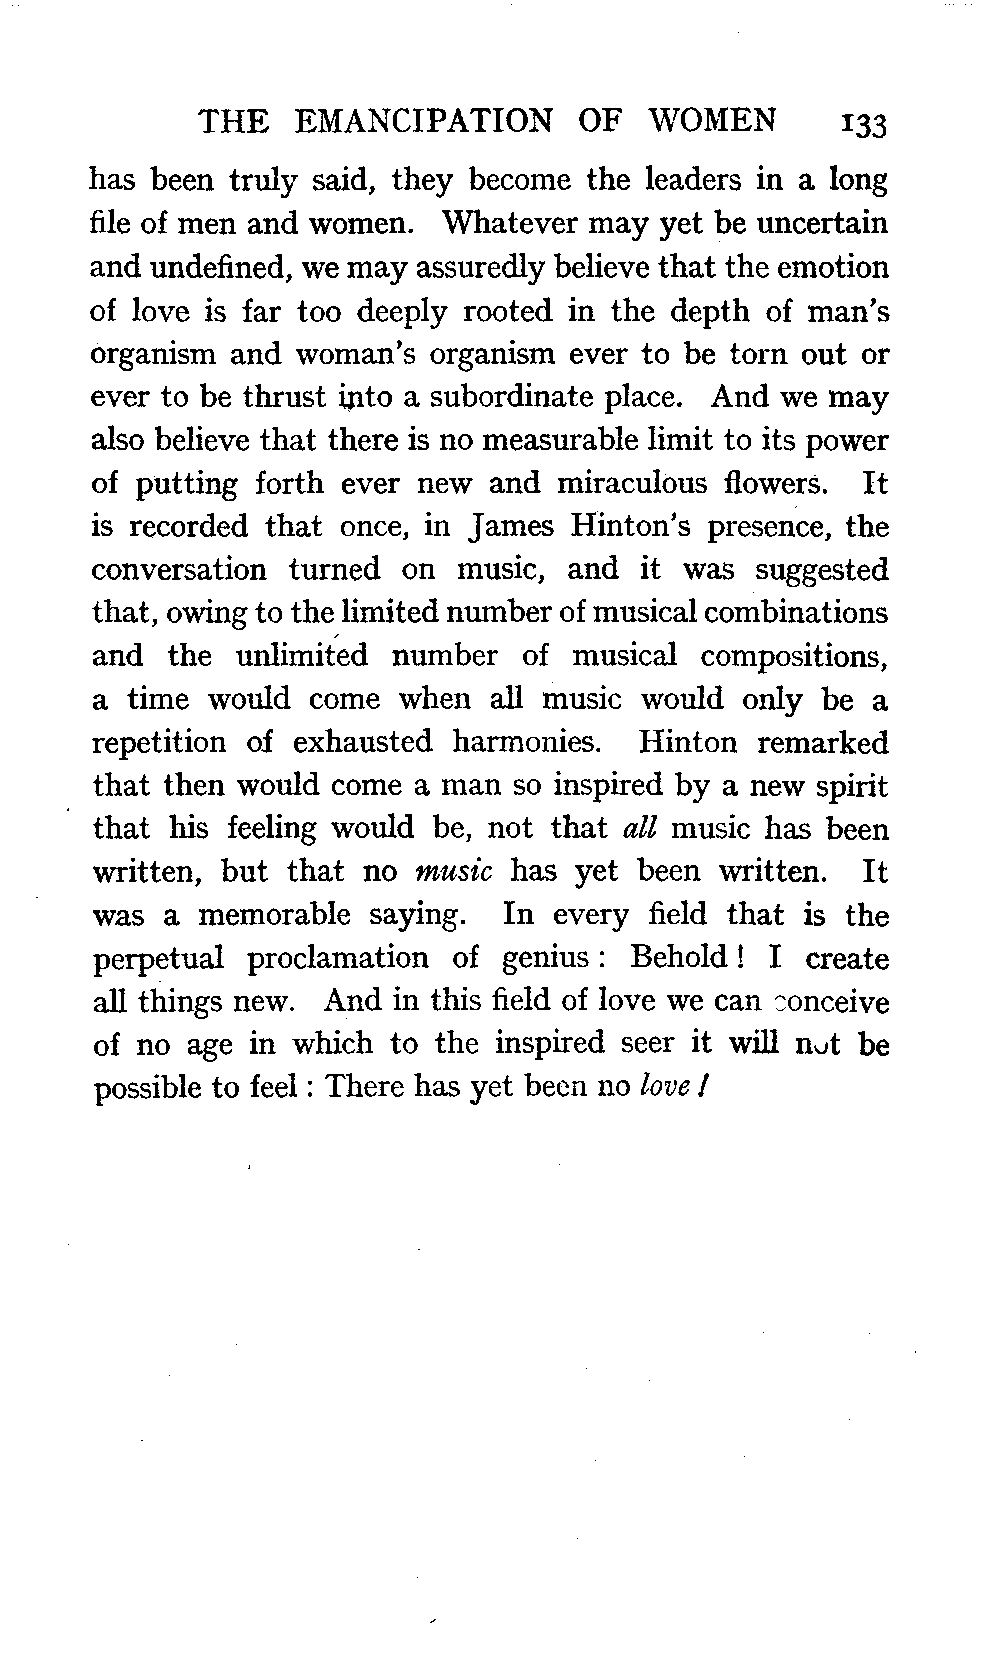 THE EMANCIPATION OF WOMEN 133
has been truly said, they become the leaders in a long
file of men and women. Whatever may yet be uncertain
and undefined, we may assuredly believe that the emotion
of love is far too deeply rooted in the depth of man's
organism and woman's organism ever to be torn out or
ever to be thrust into a subordinate place. And we may
also believe that there is no measurable limit to its power
of putting forth ever new and miraculous flowers. It
is recorded that once, in James Hinton's presence, the
conversation turned on music, and it was suggested
that, owing to the limited number of musical combinations
and the unlimited number of musical compositions,
a time would come when all music would only be a
repetition of exhausted harmonies. Hinton remarked
that then would come a man so inspired by a new spirit
that his feeling would be, not that all music has been
written, but that no music has yet been written. It
was a memorable saying. In every field that is the
perpetual proclamation of genius : Behold ! I create
all things new. And in this field of love we can conceive
of no age in which to the inspired seer it will not be
possible to feel : There has yet been no love !